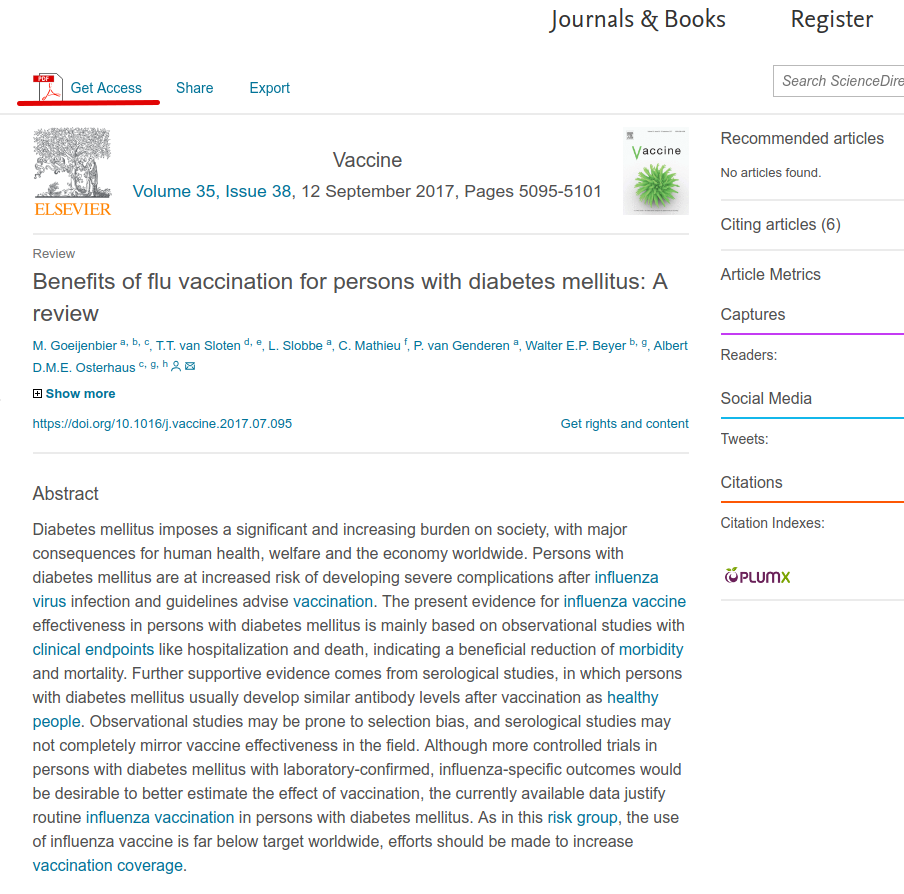 Journals & Books Register
PDF Get Access Share Export
Search ScienceDire
ELSEVIER
Vaccine
Volume 35, Issue 38, 12 September 2017, Pages 5095-5101
Vaccine
Review
Benefits of flu vaccination for persons with diabetes mellitus: A
review
M. Goeijenbier a, b, c, T.T. van Sloten d, e, L. Slobbe a, C. Mathieu f, P. van Genderen a, Walter E.P. Beyer b, g, Albert
D.M.E. Osterhaus c, g, h
Show more
https://doi.org/10.1016/j.vaccine.2017.07.095 Get rights and content
Abstract
Diabetes mellitus imposes a significant and increasing burden on society, with major
consequences for human health, welfare and the economy worldwide. Persons with
diabetes mellitus are at increased risk of developing severe complications after influenza
virus infection and guidelines advise vaccination. The present evidence for influenza vaccine
effectiveness in persons with diabetes mellitus is mainly based on observational studies with
clinical endpoints like hospitalization and death, indicating a beneficial reduction of morbidity
and mortality. Further supportive evidence comes from serological studies, in which persons
with diabetes mellitus usually develop similar antibody levels after vaccination as healthy
people. Observational studies may be prone to selection bias, and serological studies may
not completely mirror vaccine effectiveness in the field. Although more controlled trials in
persons with diabetes mellitus with laboratory-confirmed, influenza-specific outcomes would
be desirable to better estimate the effect of vaccination, the currently available data justify
routine influenza vaccination in persons with diabetes mellitus. As in this risk group, the use
of influenza vaccine is far below target worldwide, efforts should be made to increase
vaccination coverage.
Recommended articles
No articles found.
Citing articles (6)
Article Metrics
Captures
Readers:
Social Media
Tweets:
Citations
Citation Indexes:
PLUMX